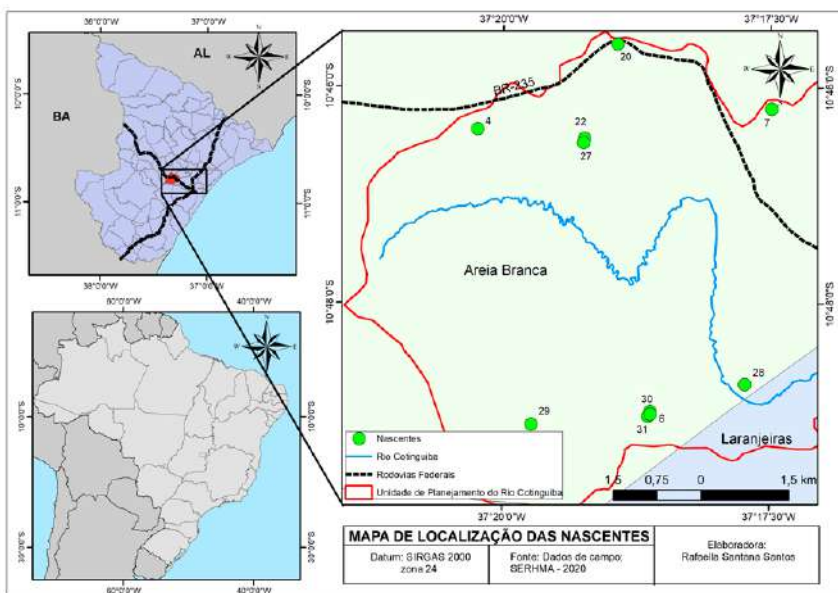 36°0'0"W 37°0'0"W
AL
BA
10°0'0"S 10°0'0"S
11°0'0"S 11°0'0"S
38°0'0"W 37°0'0"W
60°0'0"W 40°0'0"W
10°0'0"S
60°0'0"W 40°0'0"W
37°20'0"W 37°17'30"W
N
W E
S
BR-235
20
4
22
27
7
10°46'0"S 10°46'0"S
Areia Branca
10°48'0"S 10°48'0"S
28
29
30
6
31
Laranjeiras
Nascentes
Rio Cotinguiba
Rodovias Federais
Unidade de Planejamento do Rio Cotinguiba
1,5 0,75 0 1,5 km
37°20'0"W 37°17'30"W
MAPA DE LOCALIZAÇÃO DAS NASCENTES
Datum: SIRGAS 2000
zona 24
Fonte: Dados de campo;
SERHMA - 2020
Elaboradora:
Rafaella Santana Santos